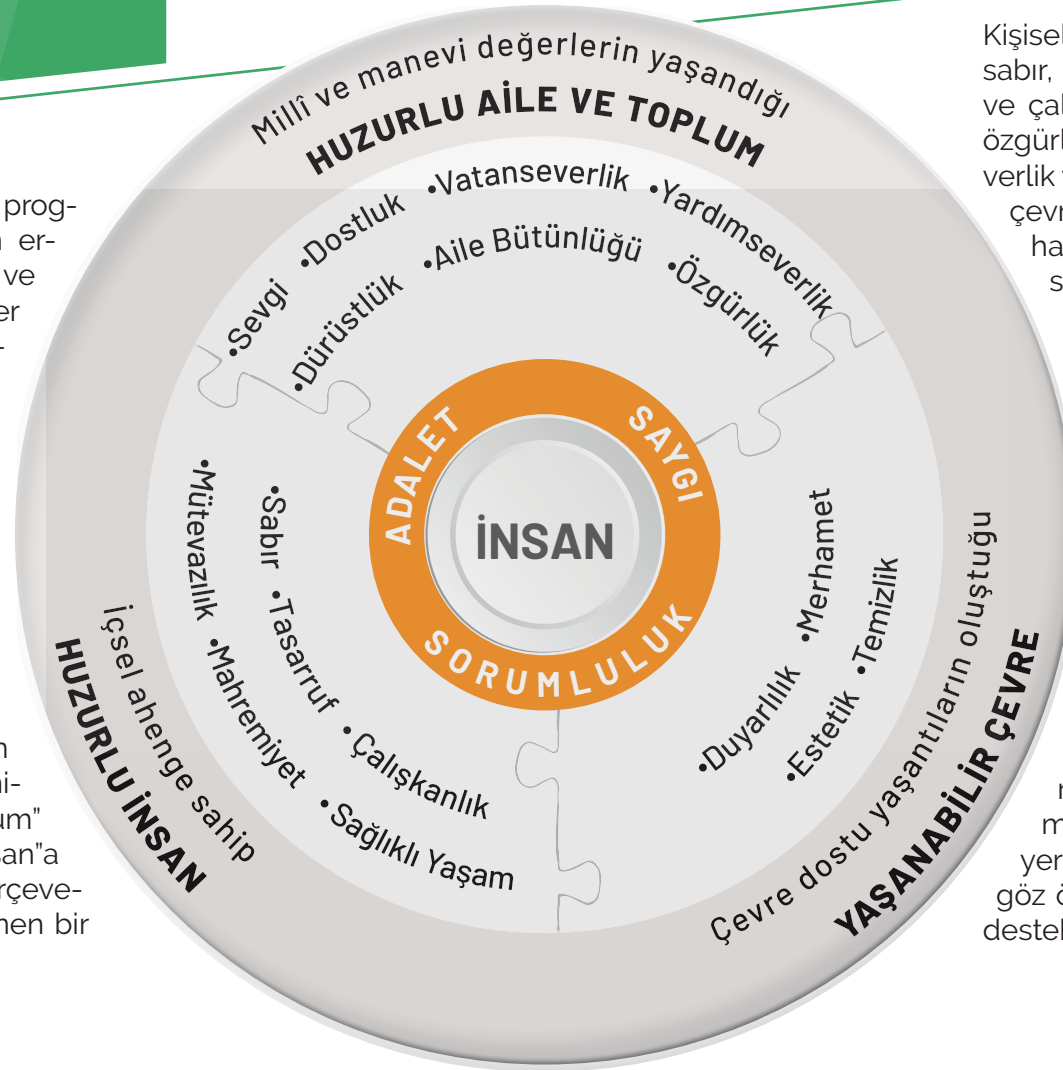 Millî ve manevi değerlerin yaşandığı
HUZURLU AİLE VE TOPLUM
•Sevgi •Dostluk •Vatanseverlik •Yardımseverlik
•Dürüstlük •Aile Bütünlüğü •Özgürlük
ADALET
SAYGI
SORUMLULUK
İNSAN
•Mütevazılık •Mahremiyet •Sağlıklı Yaşam
•Sabır •Tasarruf •Çalışkanlık
İçsel ahenge sahip
HUZURLU İNSAN
•Duyarlılık •Merhamet
•Estetik •Temizlik
Çevre dostu yaşantıların oluştuğu
YAŞANABİLİR ÇEVRE
prog-
er-
ve
um"
san"a
rçeve-
men bir
Kişisel
sabır,
ve çal
özgürl
verlik
çevr
ha
s
m
yer
göz ö
destel